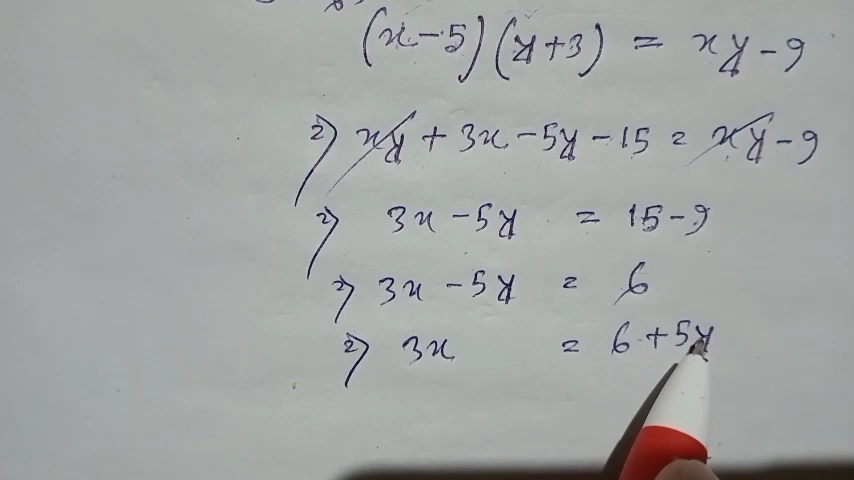 (x-5)(y+3) = xy-6
⇒) xy + 3x - 5y - 15 = xy - 6
⇒) 3x - 5y = 15-6
⇒) 3x - 5y = 9
⇒) 3x = 9 + 5y